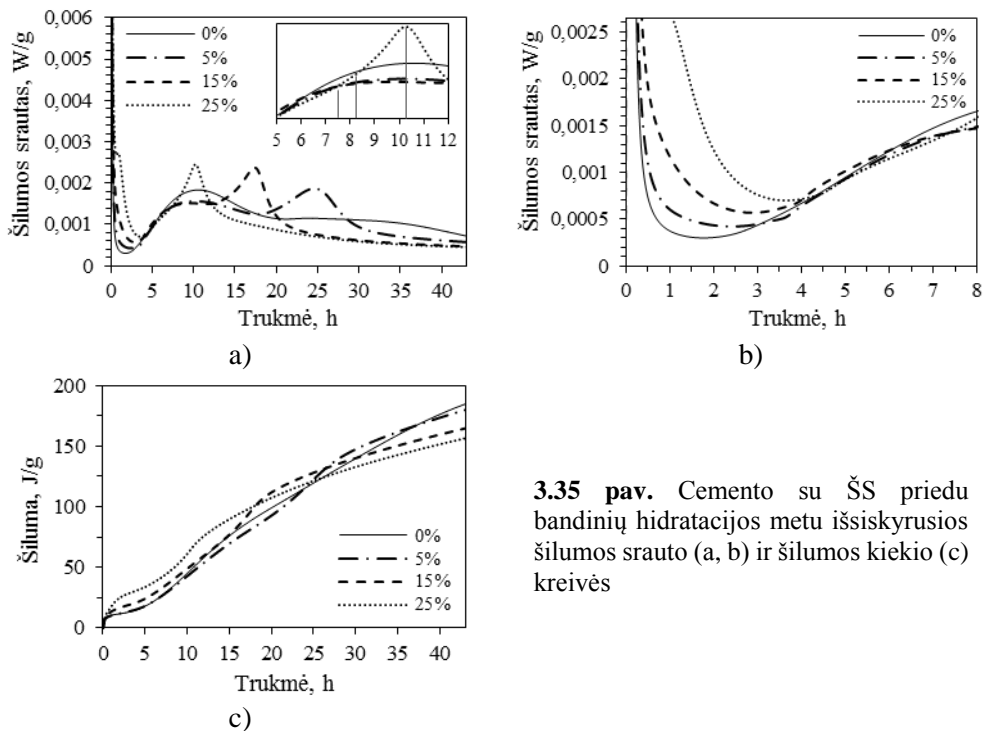 0,006
0,005
0,004
0,003
0,002
0,001
0
Šilumos srautas, W/g
0%
5%
15%
25%
5 6 7 8 9 10 11 12
0 5 10 15 20 25 30 35 40
Trukmė, h
a)
0,0025
0,002
0,0015
0,001
0,0005
0
Šilumos srautas, W/g
0%
5%
15%
25%
0 1 2 3 4 5 6 7 8
Trukmė, h
b)
200
150
100
50
0
Šiluma, J/g
0%
5%
15%
25%
0 5 10 15 20 25 30 35 40
Trukmė, h
c)
3.35 pav. Cemento su ŠS priedu
bandinių hidratacijos metu išsiskyrusios
šilumos srauto (a, b) ir šilumos kiekio (c)
kreivės